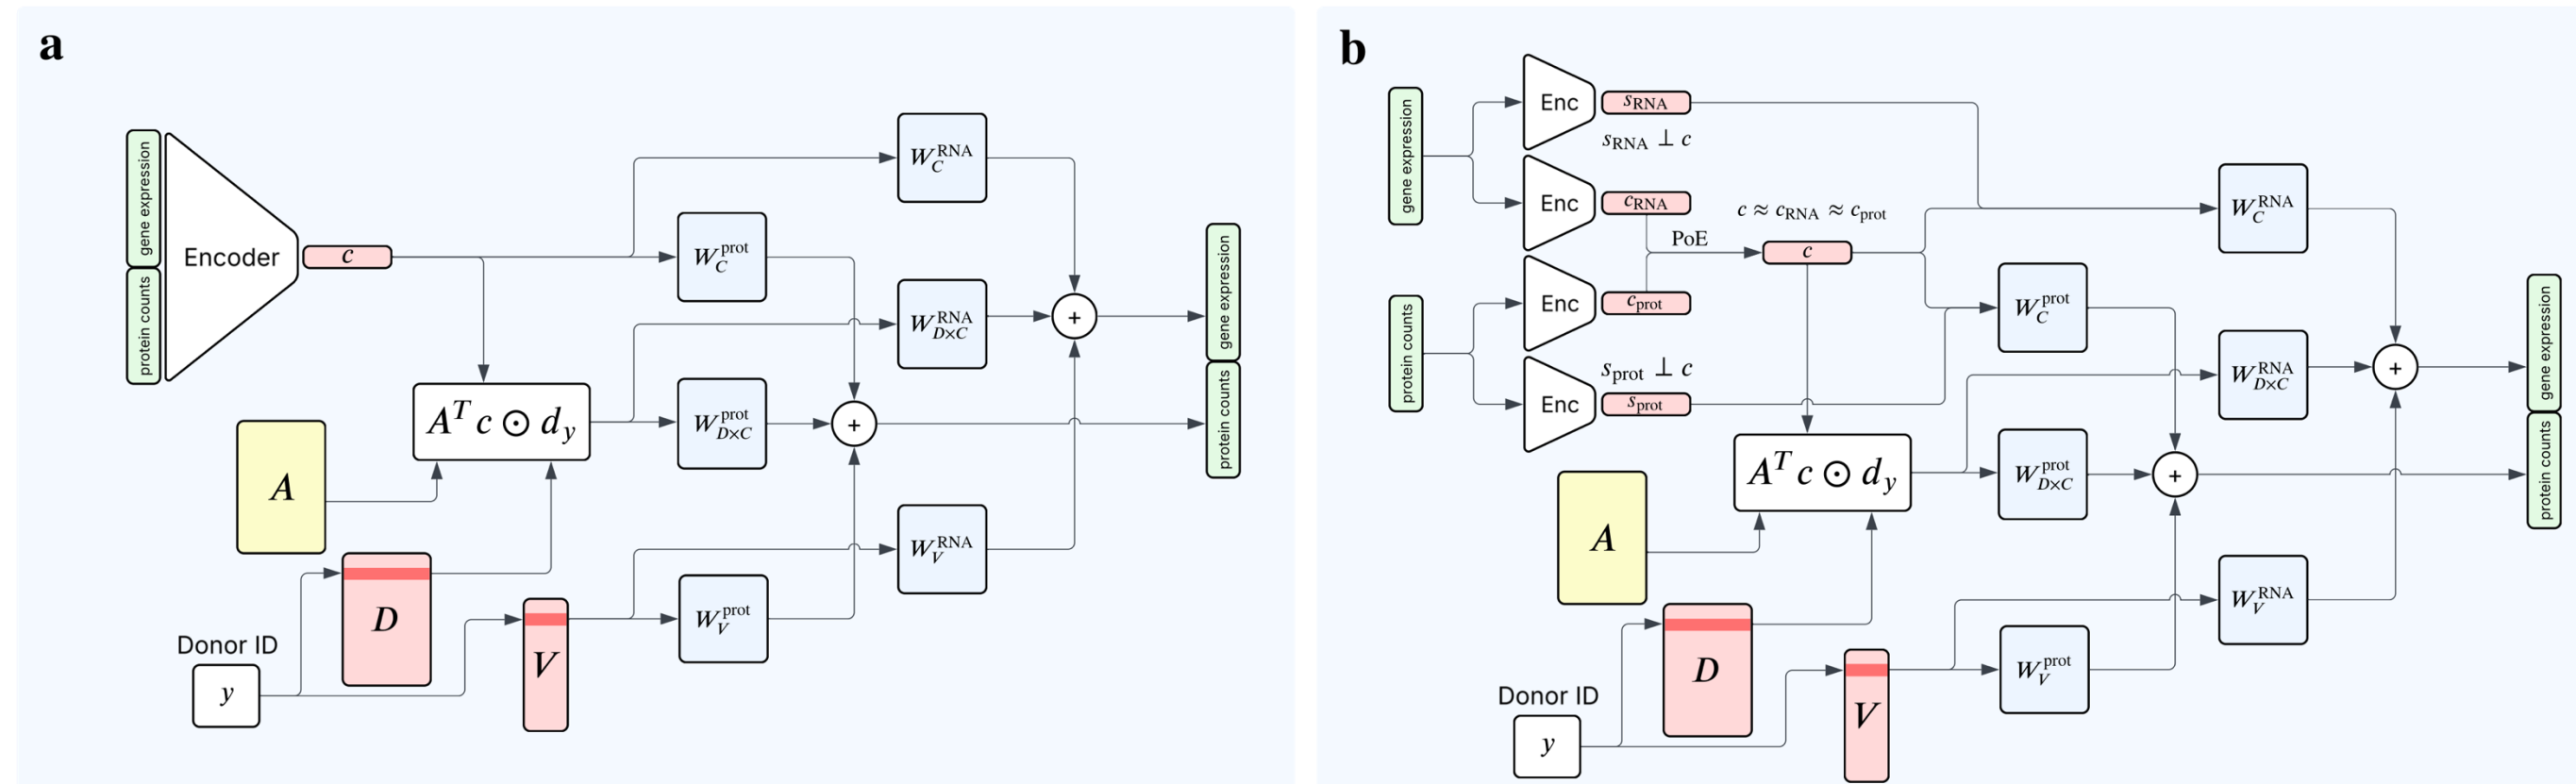 a
gene expression
protein counts
Encoder
c
W_C^RNA
W_C^prot
W_{D×C}^RNA
A^T c ⊙ d_y
W_{D×C}^prot
+
+
gene expression
protein counts
A
D
V
W_V^RNA
W_V^prot
Donor ID
y
b
gene expression
protein counts
Enc
s_RNA
s_RNA ⊥ c
Enc
c_RNA
c ≈ c_RNA ≈ c_prot
PoE
c
Enc
c_prot
s_prot ⊥ c
Enc
s_prot
W_C^RNA
W_C^prot
W_{D×C}^RNA
A^T c ⊙ d_y
W_{D×C}^prot
+
+
gene expression
protein counts
A
D
V
W_V^RNA
W_V^prot
Donor ID
y